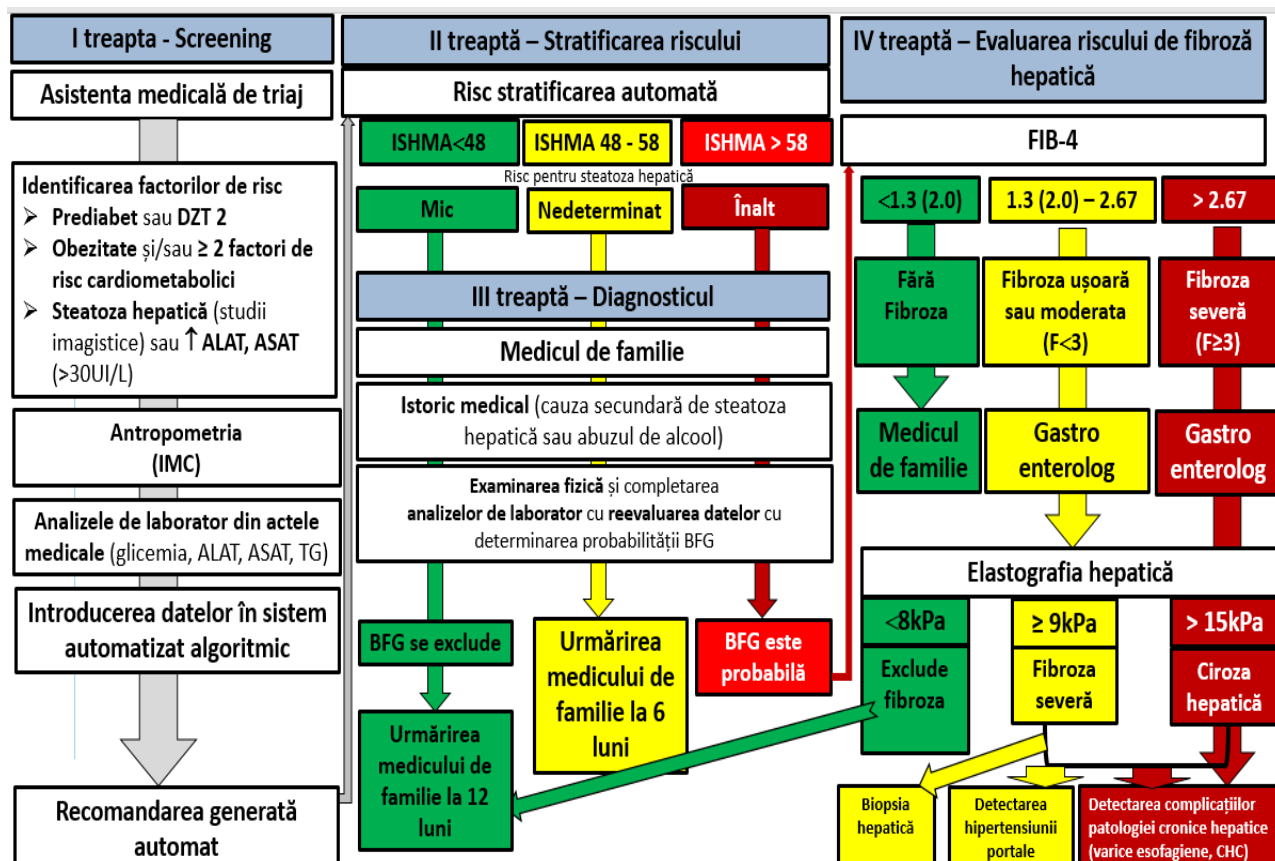 I treapta - Screening
Asistenta medicală de triaj
Identificarea factorilor de risc
➢ Prediabet sau DZT 2
➢ Obezitate și/sau ≥ 2 factori de
risc cardiometabolici
➢ Steatoza hepatică (studii
imagistice) sau ↑ ALAT, ASAT
(>30UI/L)
Antropometria
(IMC)
Analizele de laborator din actele
medicale (glicemia, ALAT, ASAT, TG)
Introducerea datelor în sistem
automatizat algoritmic
Recomandarea generată
automat
II treaptă – Stratificarea riscului
Risc stratificarea automată
ISHMA<48
ISHMA 48 - 58
ISHMA > 58
Risc pentru steatoza hepatică
Mic
Nedeterminat
Înalt
III treaptă – Diagnosticul
Medicul de familie
Istoric medical (cauza secundară de steatoza
hepatică sau abuzul de alcool)
Examinarea fizică și completarea
analizelor de laborator cu reevaluarea datelor cu
determinarea probabilității BFG
BFG se exclude
Urmărirea
medicului de
familie la 12
luni
Urmărirea
medicului de
familie la 6
luni
BFG este
probabilă
IV treaptă – Evaluarea riscului de fibroză
hepatică
FIB-4
<1.3 (2.0)
1.3 (2.0) – 2.67
> 2.67
Fără
Fibroza
Fibroza ușoară
sau moderata
(F<3)
Fibroza
severă
(F≥3)
Medicul
de familie
Gastro
enterolog
Gastro
enterolog
Elastografia hepatică
<8kPa
≥ 9kPa
> 15kPa
Exclude
fibroza
Fibroza
severă
Ciroza
hepatică
Biopsia
hepatică
Detectarea
hipertensiunii
portale
Detectarea complicațiilor
patologiei cronice hepatice
(varice esofagiene, CHC)